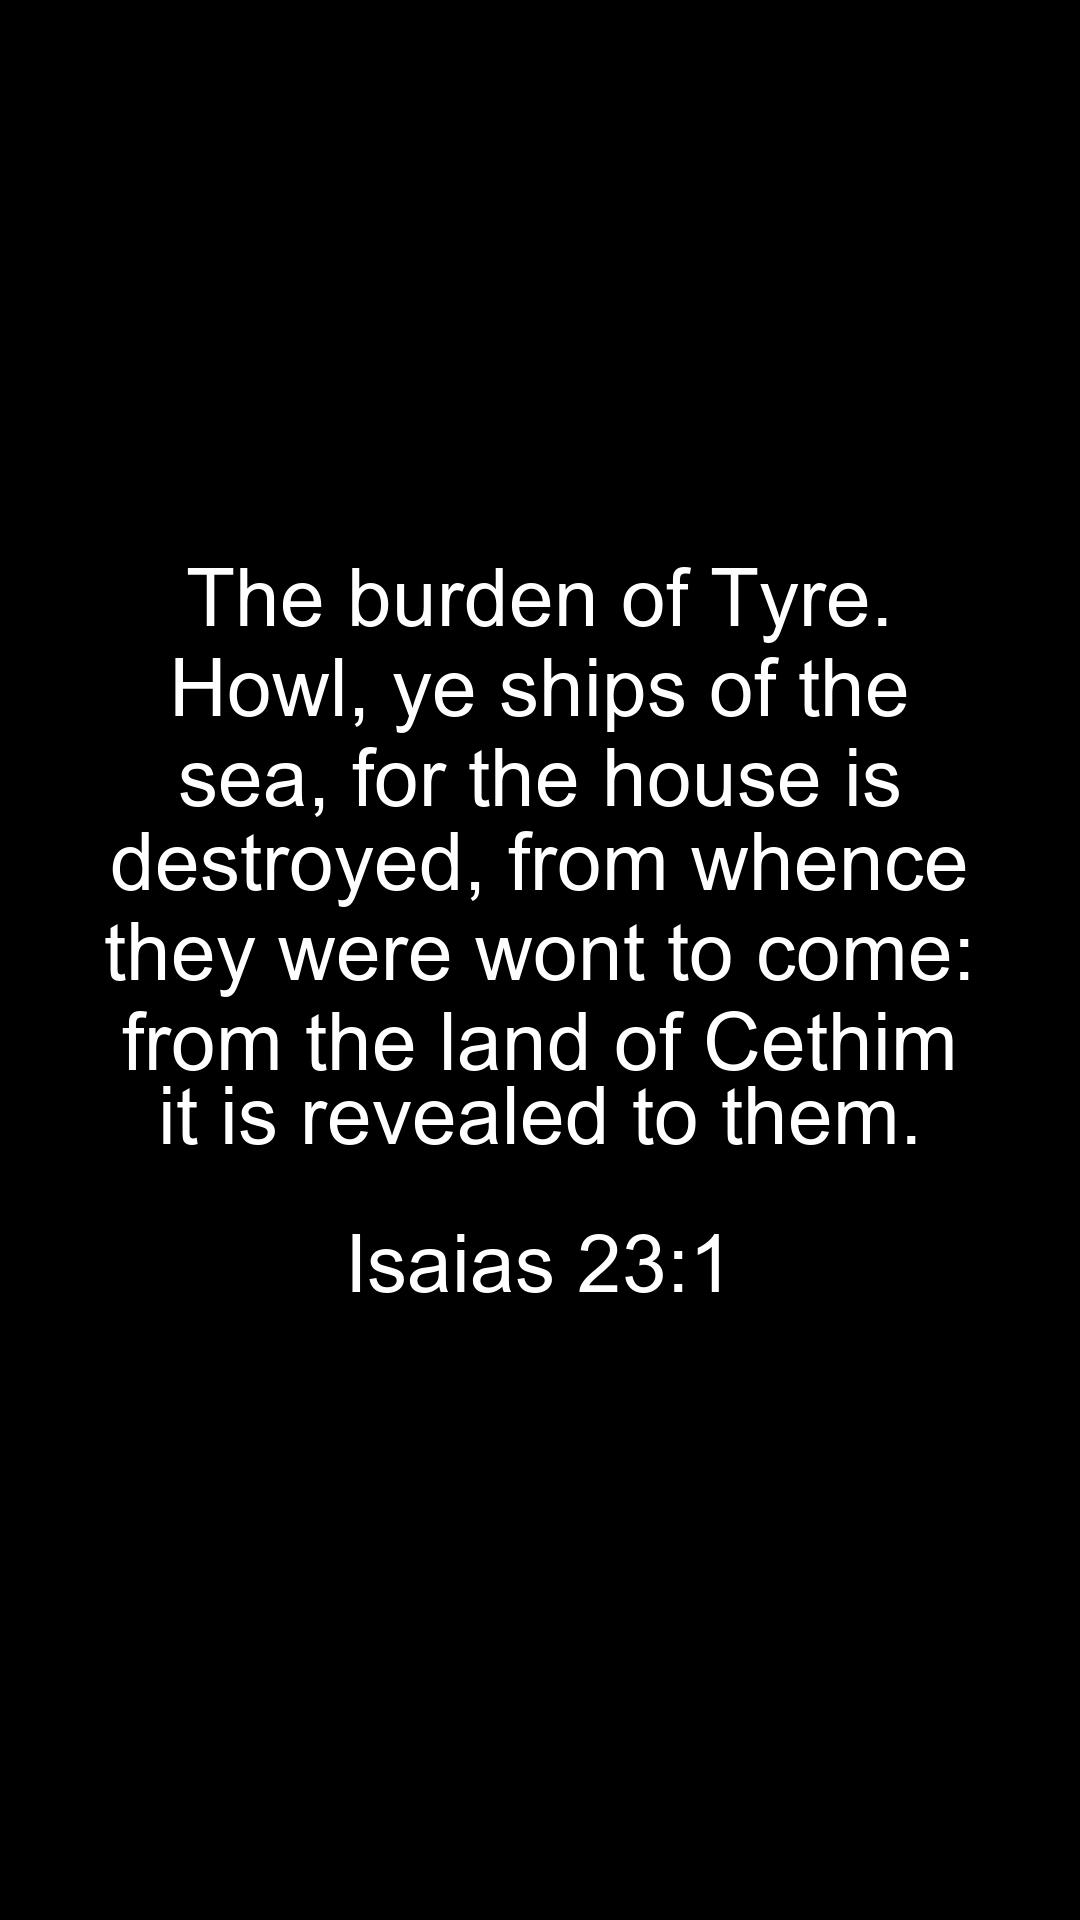 The burden of Tyre.
Howl, ye ships of the
sea, for the house is
destroyed, from whence
they were wont to come:
from the land of Cethim
it is revealed to them.
Isaias 23:1